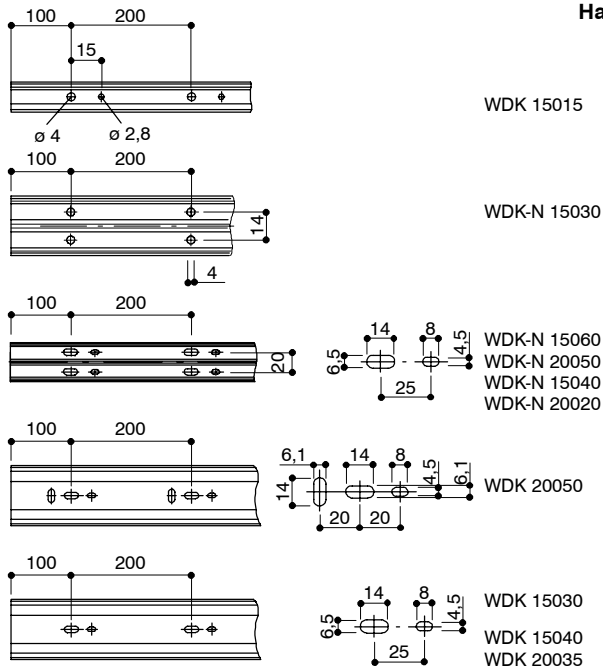 Ha
100 200
15
WDK 15015
ø 4 ø 2,8
100 200
WDK-N 15030
14
4
100 200
14 8 4,5
6,5
20
25
WDK-N 15060
WDK-N 20050
WDK-N 15040
WDK-N 20020
100 200
6,1 14 8
14 4,5 6,1
20 20
WDK 20050
100 200
14 8 4,5
6,5
25
WDK 15030
WDK 15040
WDK 20035